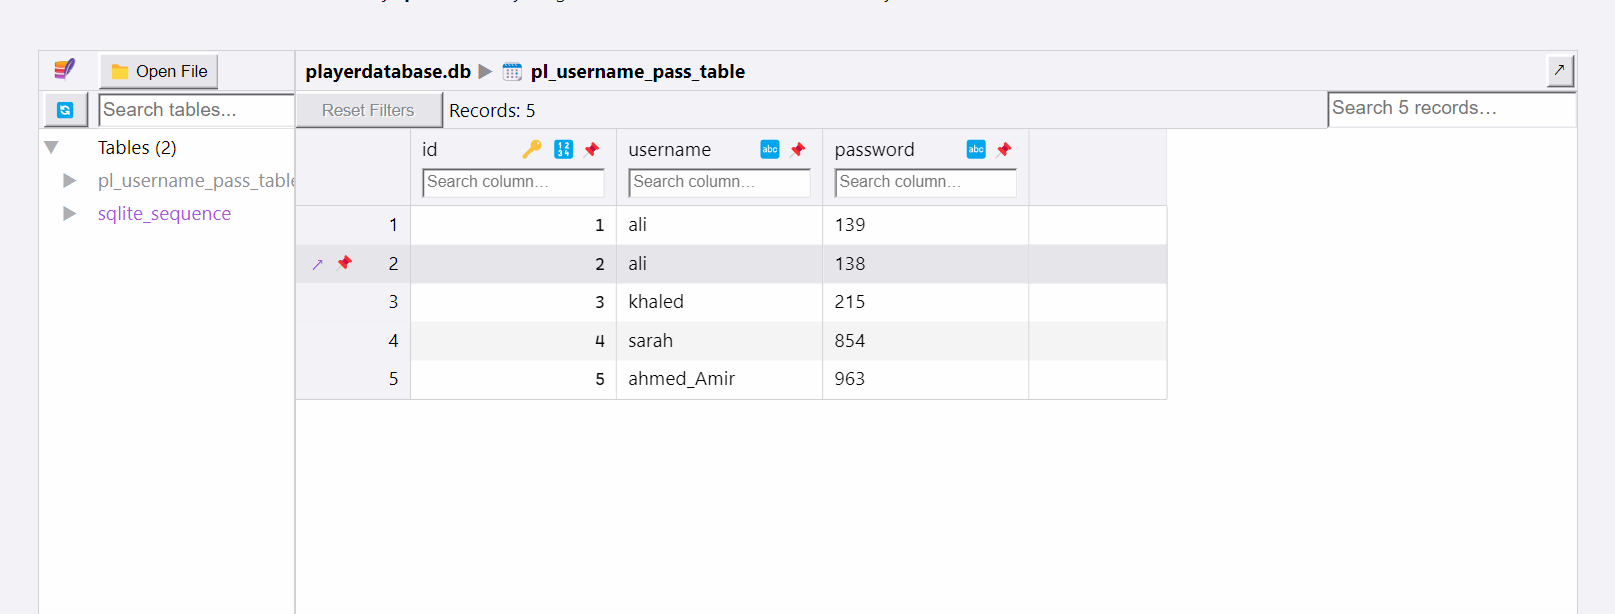 Open File
playerdatabase.db pl_username_pass_table
Search tables...
Reset Filters
Records: 5
Search 5 records...
Tables (2)
pl_username_pass_table
sqlite_sequence
id username password
Search column... Search column... Search column...
1 1 ali 139
2 2 ali 138
3 3 khaled 215
4 4 sarah 854
5 5 ahmed_Amir 963